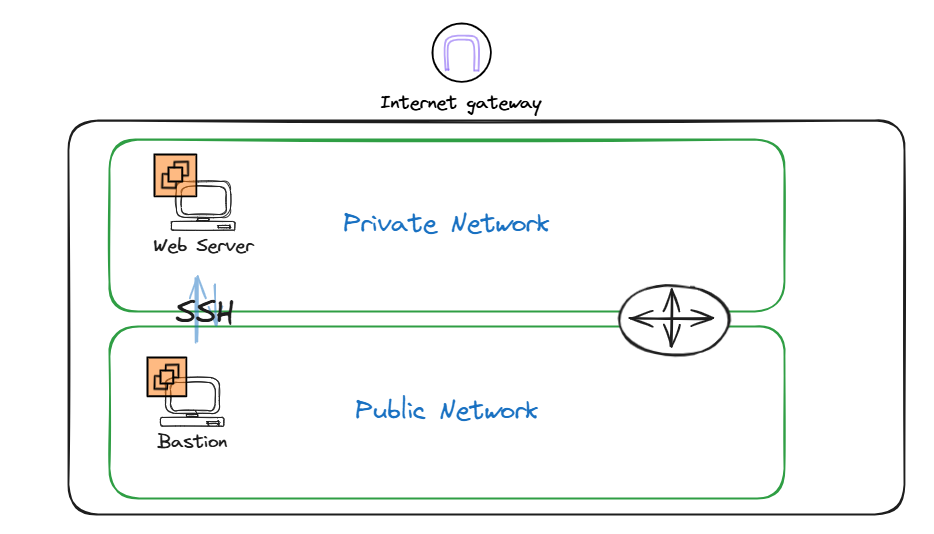 Internet gateway
Private Network
Web Server
SSH
Public Network
Bastion